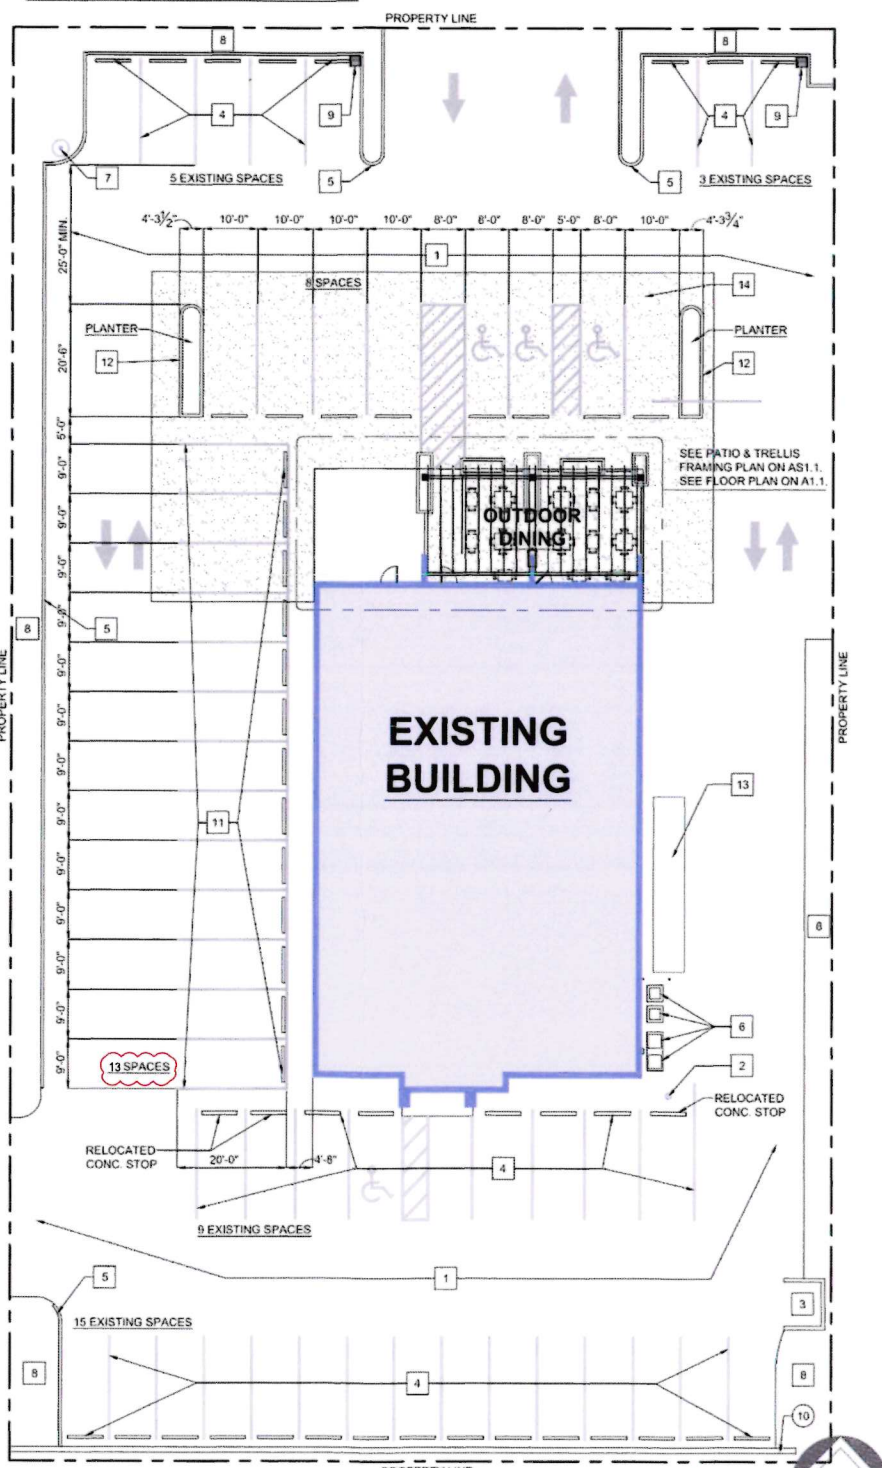 PROPERTY LINE
8
8
4
9
4
9
7
5 EXISTING SPACES
5
5
3 EXISTING SPACES
4'-3½"
10'-0"
10'-0"
10'-0"
10'-0"
8'-0"
8'-0"
8'-0"
5'-0"
8'-0"
10'-0"
4'-3¾"
25'-0" MIN.
1
8 SPACES
14
PLANTER
PLANTER
12
12
20'-6"
5'-0"
SEE PATIO & TRELLIS
FRAMING PLAN ON AS1.1.
SEE FLOOR PLAN ON A1.1.
9'-0"
9'-0"
9'-0"
9'-0"
9'-0"
9'-0"
9'-0"
9'-0"
9'-0"
9'-0"
9'-0"
9'-0"
9'-0"
OUTDOOR
DINING
8
5
PROPERTY LINE
PROPERTY LINE
EXISTING
BUILDING
11
13
6
2
13 SPACES
RELOCATED
CONC. STOP
RELOCATED
CONC. STOP
20'-0"
4'-8"
4
9 EXISTING SPACES
5
1
3
15 EXISTING SPACES
8
4
8
10
PROPERTY LINE